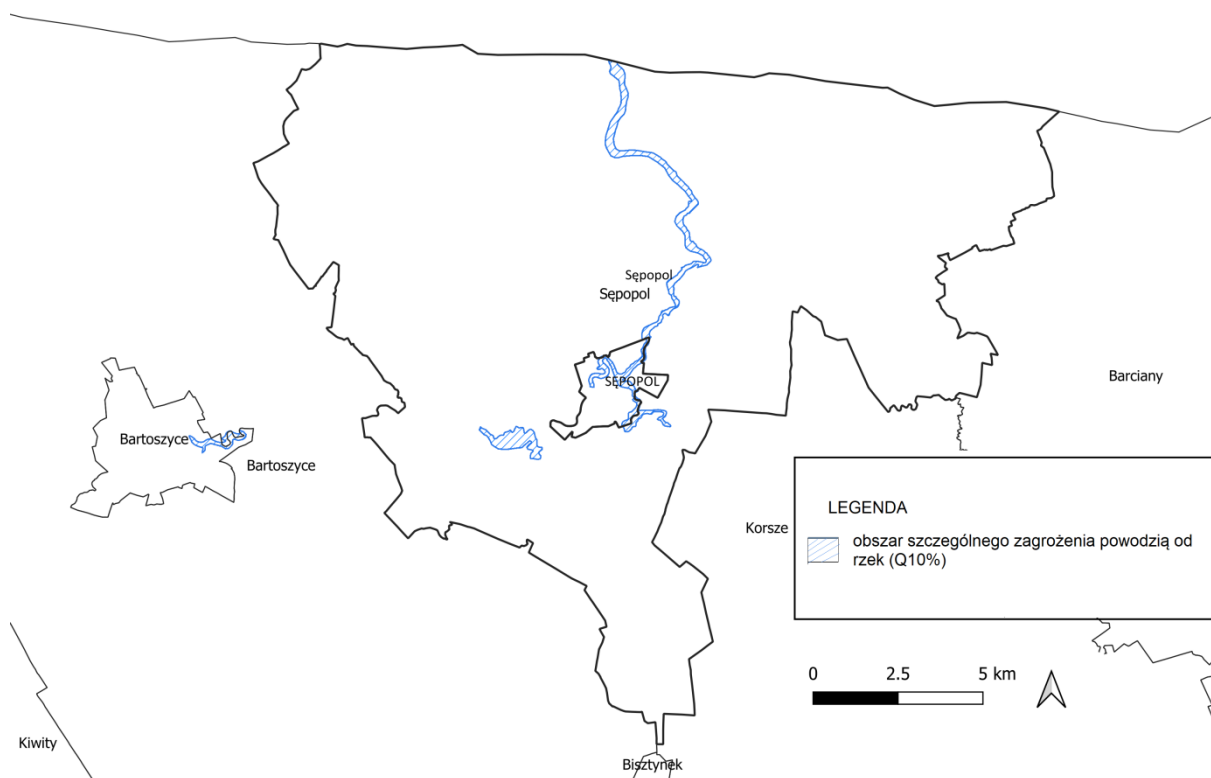 Sępopol
Sępopol
SĘPOPOL
Barciany
Bartoszyce
Bartoszyce
LEGENDA
obszar szczególnego zagrożenia powodzią od
rzek (Q10%)
Korsze
0 2.5 5 km
Kiwity
Bisztynek